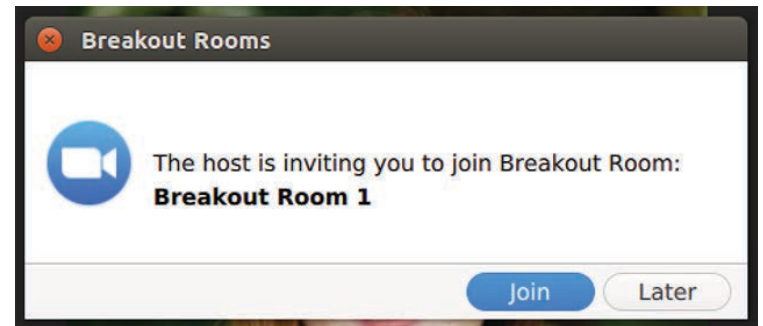 Breakout Rooms
The host is inviting you to join Breakout Room:
Breakout Room 1
Join
Later